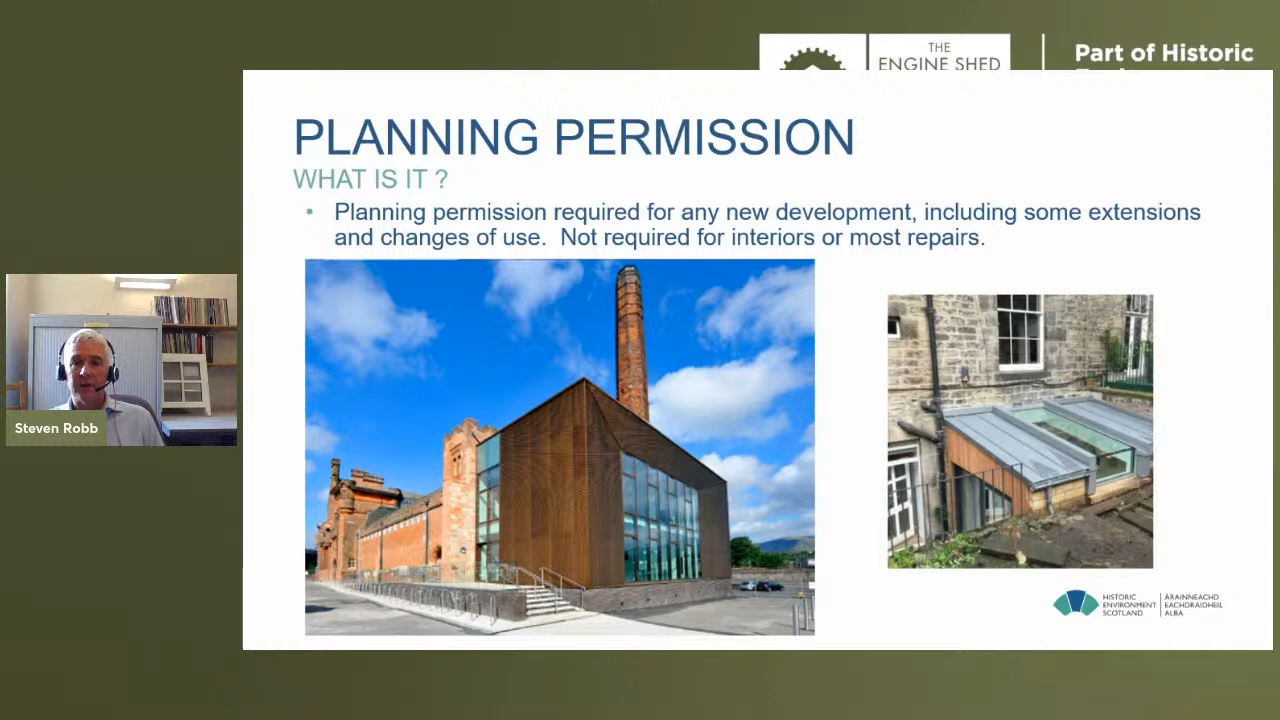 THE
ENGINE SHED
Part of Historic
PLANNING PERMISSION
WHAT IS IT ?
• Planning permission required for any new development, including some extensions
and changes of use. Not required for interiors or most repairs.
Steven Robb
HISTORIC
ENVIRONMENT
SCOTLAND
ÀRAINNEACHD
EACHDRAIDHEIL
ALBA